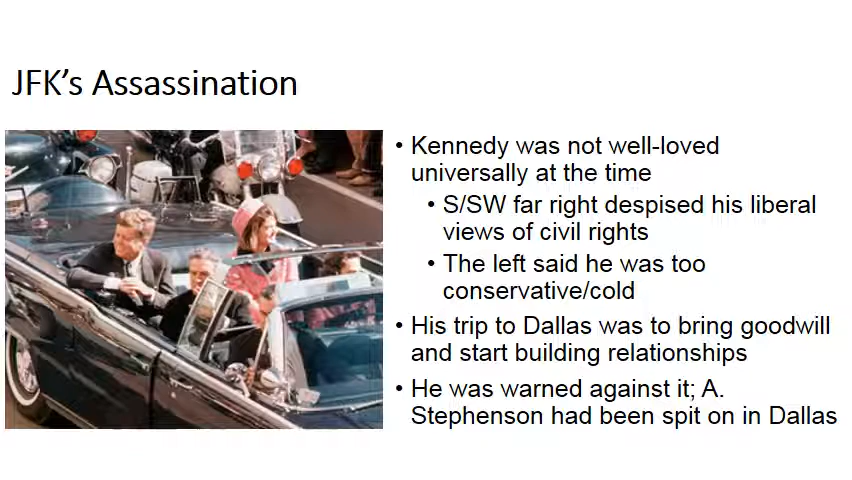 JFK’s Assassination
• Kennedy was not well-loved
universally at the time
• S/SW far right despised his liberal
views of civil rights
• The left said he was too
conservative/cold
• His trip to Dallas was to bring goodwill
and start building relationships
• He was warned against it; A.
Stephenson had been spit on in Dallas